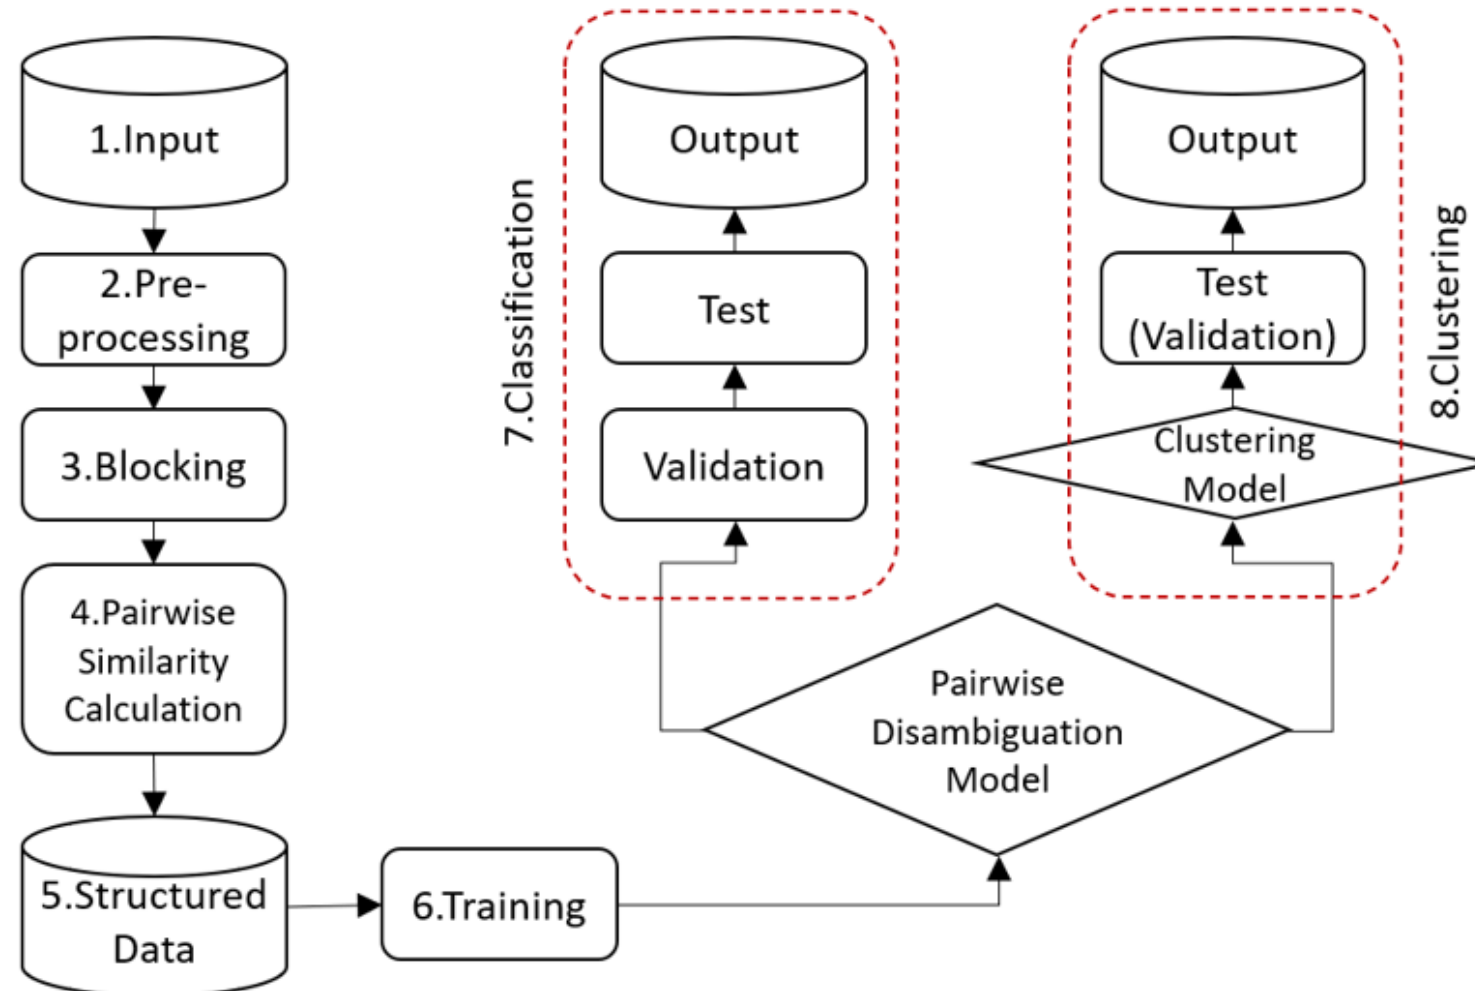 1.Input
2.Pre-
processing
3.Blocking
4.Pairwise
Similarity
Calculation
5.Structured
Data
6.Training
Pairwise
Disambiguation
Model
7.Classification
Validation
Test
Output
8.Clustering
Clustering
Model
Test
(Validation)
Output